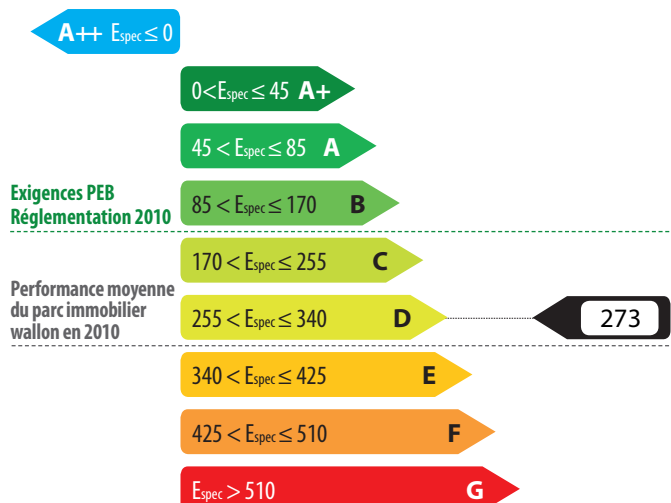 A++ Espec ≤ 0
0<Espec ≤ 45 A+
45 < Espec ≤ 85 A
Exigences PEB
Réglementation 2010
85 < Espec ≤ 170 B
170 < Espec ≤ 255 C
Performance moyenne
du parc immobilier
wallon en 2010
255 < Espec ≤ 340 D
273
340 < Espec ≤ 425 E
425 < Espec ≤ 510 F
Espec > 510 G